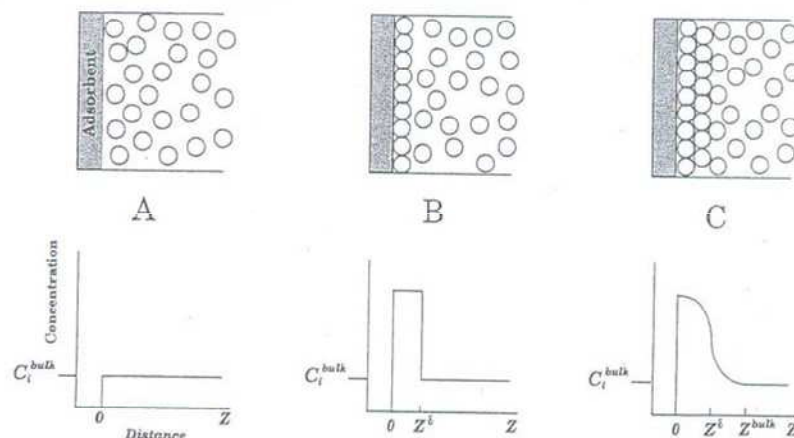 Adsorbent
A
B
C
Concentration
C_i^bulk
0
Z
Distance
C_i^bulk
0
Z^δ
Z
C_i^bulk
0
Z^δ
Z^bulk
Z